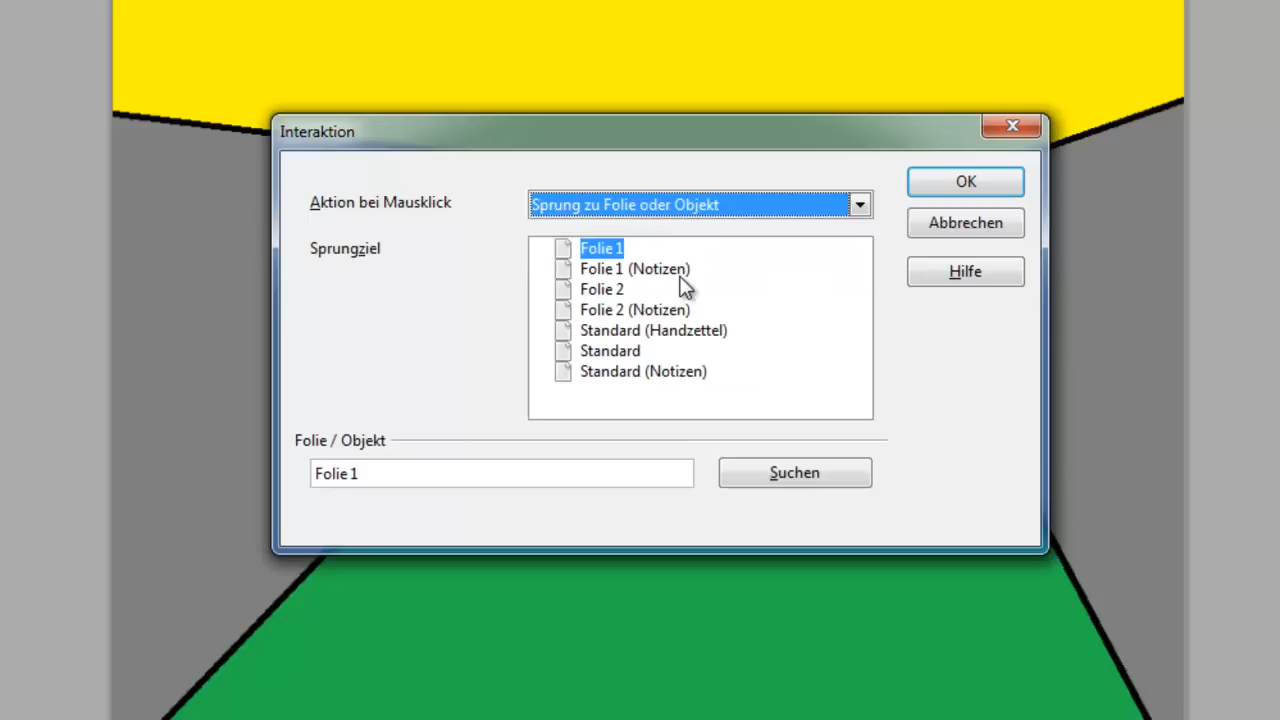 Interaktion
Aktion bei Mausklick
Sprung zu Folie oder Objekt
OK
Abbrechen
Hilfe
Sprungziel
Folie 1
Folie 1 (Notizen)
Folie 2
Folie 2 (Notizen)
Standard (Handzettel)
Standard
Standard (Notizen)
Folie / Objekt
Folie 1
Suchen